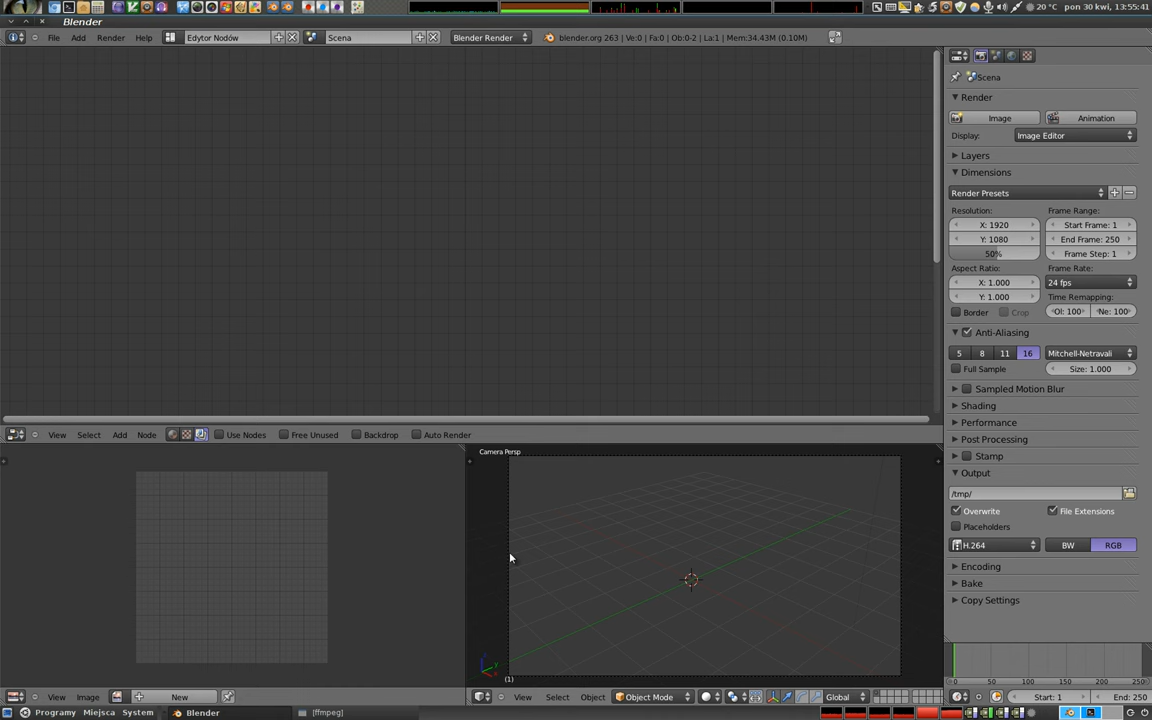 20 °C pon 30 kwi, 13:55:41
Blender
File Add Render Help Edytor Nodów Scena Blender Render blender.org 263 | Ve:0 | Fa:0 | Ob:0-2 | La:1 | Mem:34.43M (0.10M)
Scena
Render
Image Animation
Display: Image Editor
Layers
Dimensions
Render Presets
Resolution: Frame Range:
X: 1920 Start Frame: 1
Y: 1080 End Frame: 250
50% Frame Step: 1
Aspect Ratio: Frame Rate:
X: 1.000 24 fps
Y: 1.000 Time Remapping:
Border Crop Ol: 100 Ne: 100
Anti-Aliasing
5 8 11 16 Mitchell-Netravali
Full Sample Size: 1.000
Sampled Motion Blur
Shading
Performance
Post Processing
Stamp
Output
/tmp/
Overwrite File Extensions
Placeholders
H.264 BW RGB
Encoding
Bake
Copy Settings
View Select Add Node Use Nodes Free Unused Backdrop Auto Render
Camera Persp
(1)
0 50 100 150 200 250
View Image New
View Select Object Object Mode Global
Start: 1 End: 250
Programy Miejsca System Blender [ffmpeg]